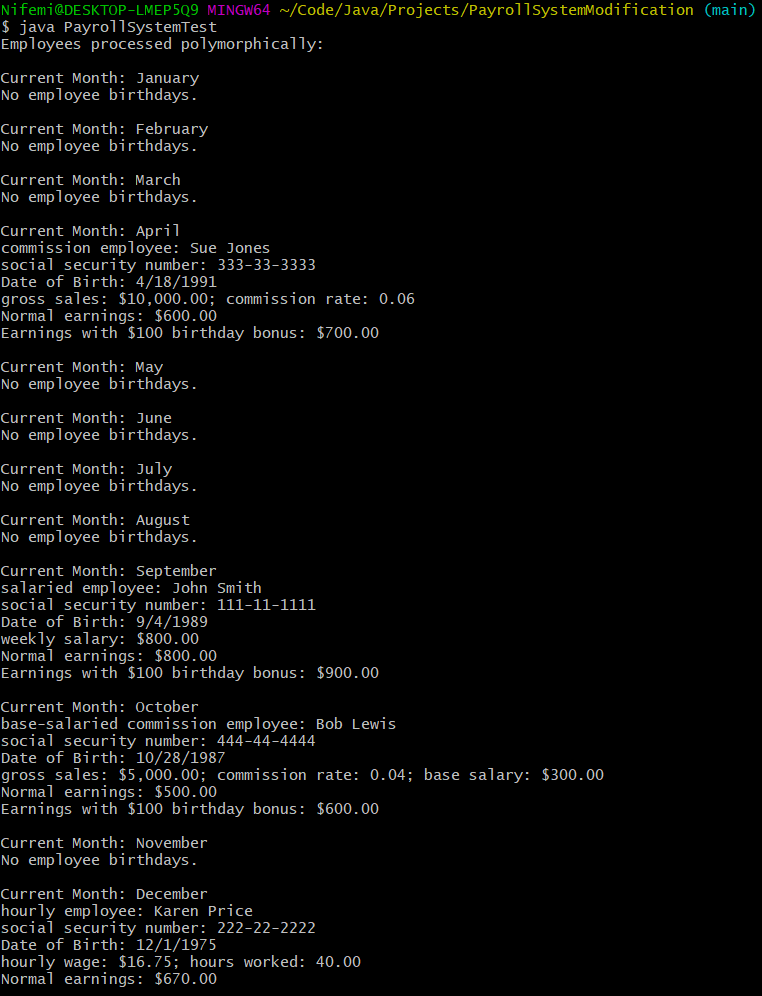 Nifemi@DESKTOP-LMEP5Q9 MINGW64 ~/Code/Java/Projects/PayrollSystemModification (main)
$ java PayrollSystemTest
Employees processed polymorphically:

Current Month: January
No employee birthdays.

Current Month: February
No employee birthdays.

Current Month: March
No employee birthdays.

Current Month: April
commission employee: Sue Jones
social security number: 333-33-3333
Date of Birth: 4/18/1991
gross sales: $10,000.00; commission rate: 0.06
Normal earnings: $600.00
Earnings with $100 birthday bonus: $700.00

Current Month: May
No employee birthdays.

Current Month: June
No employee birthdays.

Current Month: July
No employee birthdays.

Current Month: August
No employee birthdays.

Current Month: September
salaried employee: John Smith
social security number: 111-11-1111
Date of Birth: 9/4/1989
weekly salary: $800.00
Normal earnings: $800.00
Earnings with $100 birthday bonus: $900.00

Current Month: October
base-salaried commission employee: Bob Lewis
social security number: 444-44-4444
Date of Birth: 10/28/1987
gross sales: $5,000.00; commission rate: 0.04; base salary: $300.00
Normal earnings: $500.00
Earnings with $100 birthday bonus: $600.00

Current Month: November
No employee birthdays.

Current Month: December
hourly employee: Karen Price
social security number: 222-22-2222
Date of Birth: 12/1/1975
hourly wage: $16.75; hours worked: 40.00
Normal earnings: $670.00